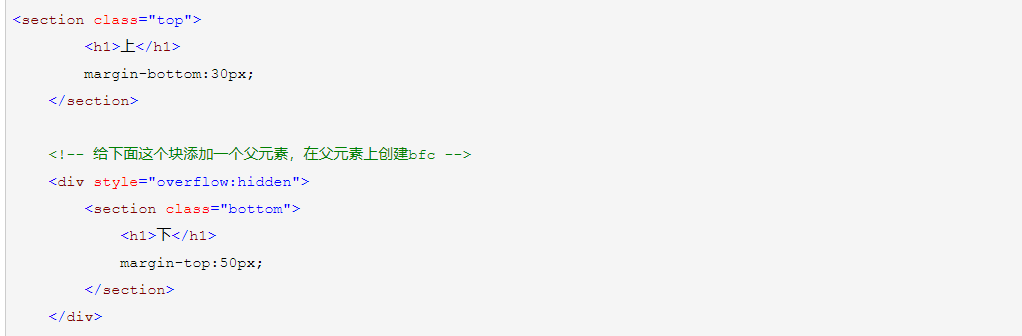 <section class="top">
<h1>上</h1>
margin-bottom:30px;
</section>
<!-- 给下面这个块添加一个父元素，在父元素上创建bfc -->
<div style="overflow:hidden">
<section class="bottom">
<h1>下</h1>
margin-top:50px;
</section>
</div>